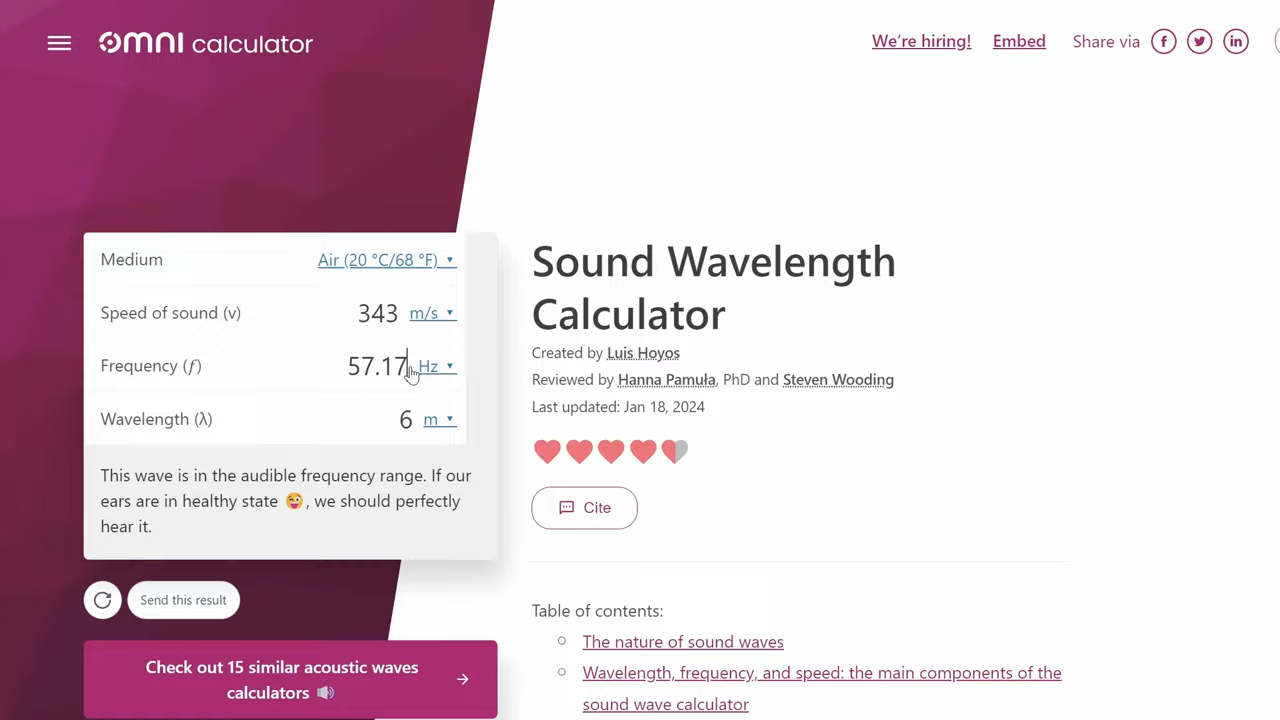 OMNI calculator
We're hiring!
Embed
Share via
Medium
Air (20 °C/68 °F)
Speed of sound (v)
343 m/s
Frequency (ƒ)
57.17 Hz
Wavelength (λ)
6 m
This wave is in the audible frequency range. If our
ears are in healthy state 😜, we should perfectly
hear it.
Send this result
Check out 15 similar acoustic waves
calculators 🔊
Sound Wavelength
Calculator
Created by Luis Hoyos
Reviewed by Hanna Pamuła, PhD and Steven Wooding
Last updated: Jan 18, 2024
Cite
Table of contents:
The nature of sound waves
Wavelength, frequency, and speed: the main components of the
sound wave calculator